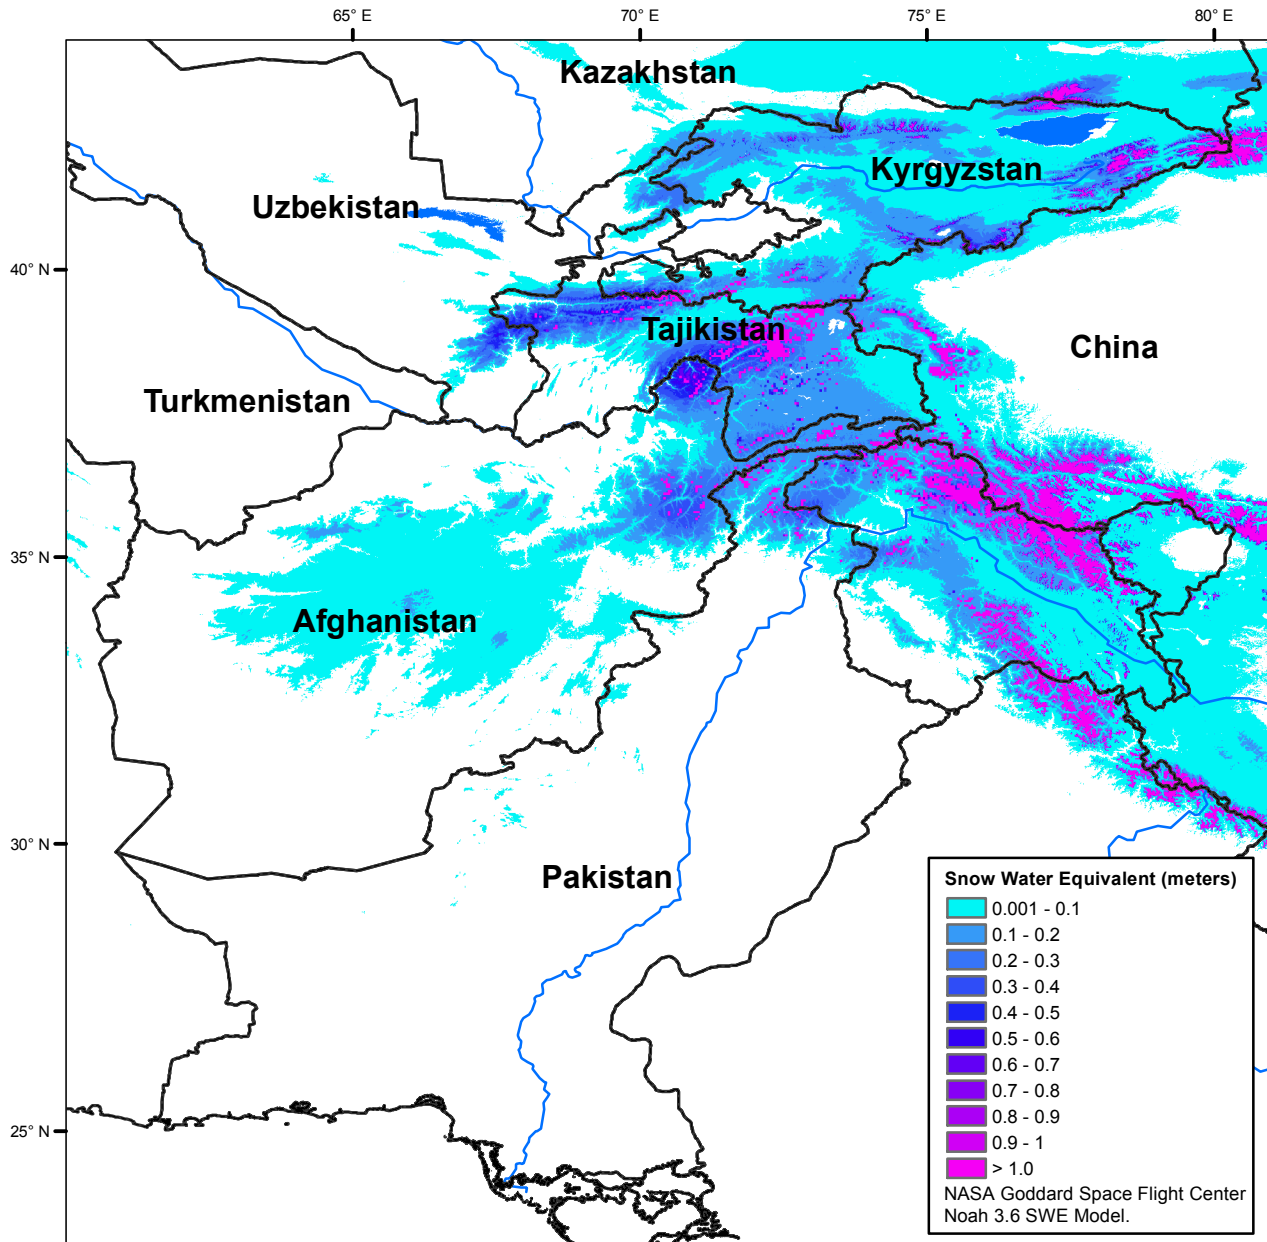 65° E
70° E
75° E
80° E
Kazakhstan
Kyrgyzstan
Uzbekistan
40° N
Tajikistan
China
Turkmenistan
35° N
Afghanistan
30° N
Pakistan
25° N
Snow Water Equivalent (meters)
0.001 - 0.1
0.1 - 0.2
0.2 - 0.3
0.3 - 0.4
0.4 - 0.5
0.5 - 0.6
0.6 - 0.7
0.7 - 0.8
0.8 - 0.9
0.9 - 1
> 1.0
NASA Goddard Space Flight Center
Noah 3.6 SWE Model.